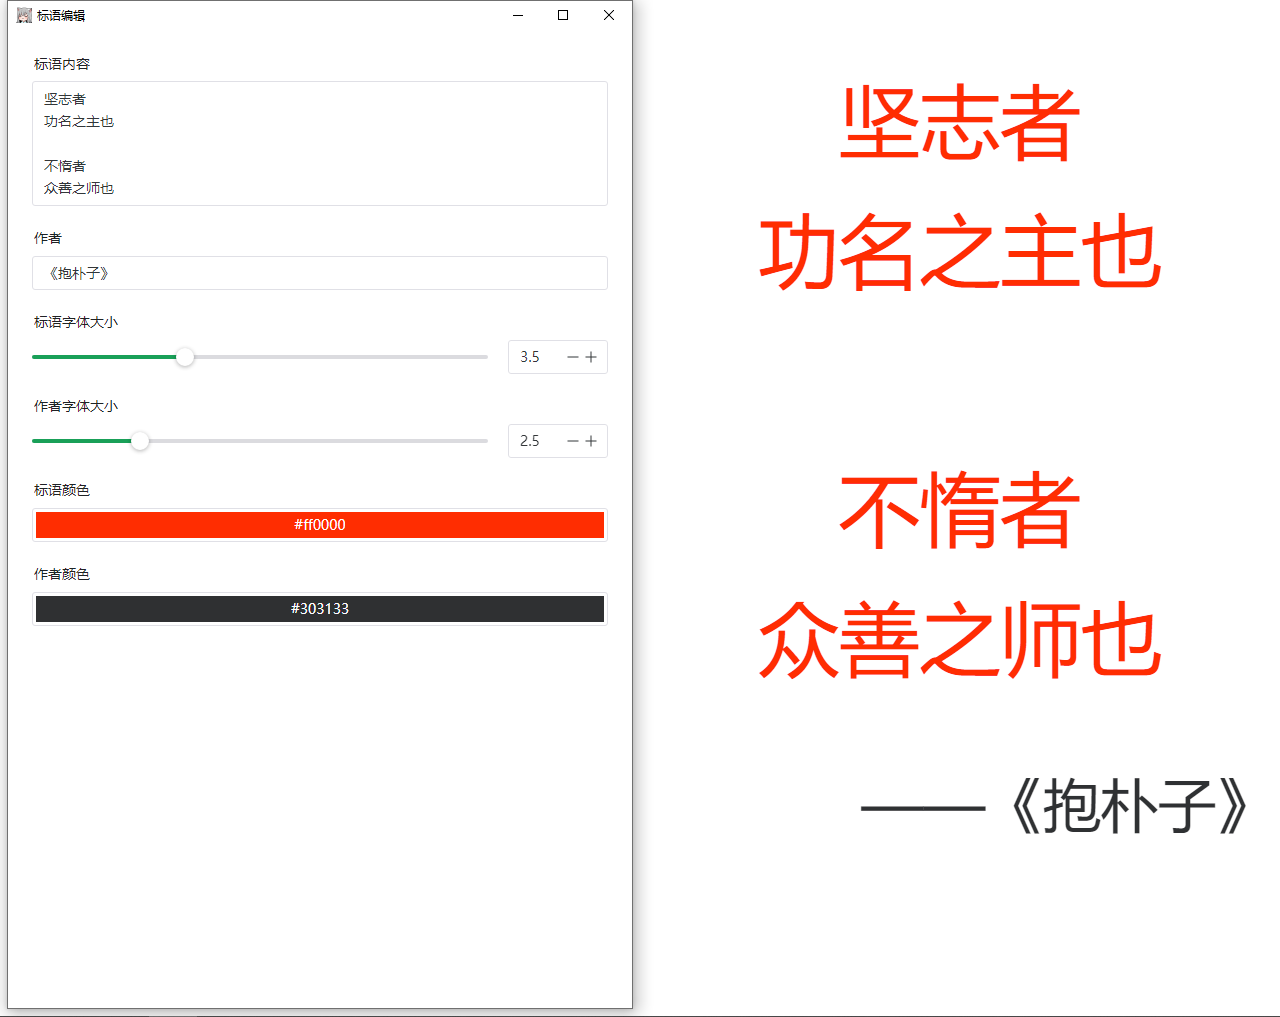 标语编辑
标语内容
坚志者
功名之主也
不惰者
众善之师也
作者
《抱朴子》
标语字体大小
3.5
作者字体大小
2.5
标语颜色
#ff0000
作者颜色
#303133
坚志者
功名之主也
不惰者
众善之师也
——《抱朴子》